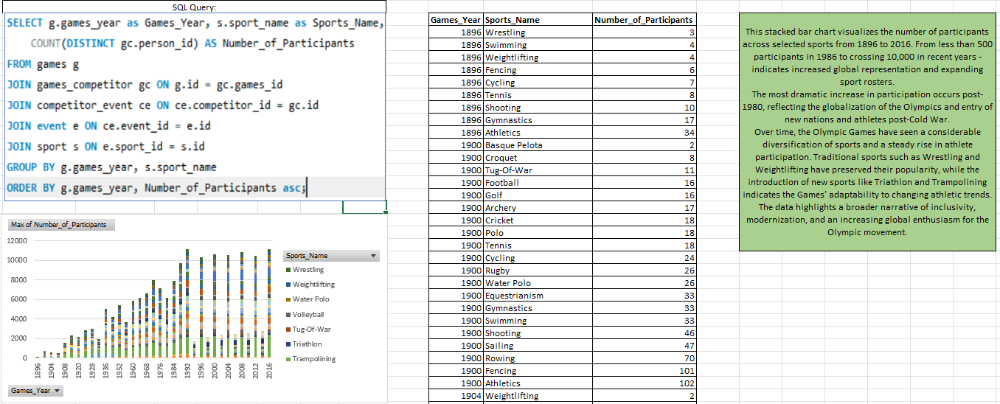 SQL Query:
SELECT g.games_year as Games_Year, s.sport_name as Sports_Name,
COUNT(DISTINCT gc.person_id) AS Number_of_Participants
FROM games g
JOIN games_competitor gc ON g.id = gc.games_id
JOIN competitor_event ce ON ce.competitor_id = gc.id
JOIN event e ON ce.event_id = e.id
JOIN sport s ON e.sport_id = s.id
GROUP BY g.games_year, s.sport_name
ORDER BY g.games_year, Number_of_Participants asc;
Max of Number_of_Participants
12000
10000
8000
6000
4000
2000
0
1896 1904 1908 1920 1928 1936 1952 1960 1968 1976 1984 1992 1996 2000 2004 2008 2012 2016
Games_Year
Sports_Name
Wrestling
Weightlifting
Water Polo
Volleyball
Tug-Of-War
Triathlon
Trampolining
Games_Year Sports_Name Number_of_Participants
1896 Wrestling 3
1896 Swimming 4
1896 Weightlifting 4
1896 Fencing 6
1896 Cycling 7
1896 Tennis 8
1896 Shooting 10
1896 Gymnastics 17
1896 Athletics 34
1900 Basque Pelota 2
1900 Croquet 8
1900 Tug-Of-War 11
1900 Football 16
1900 Golf 16
1900 Archery 17
1900 Cricket 18
1900 Polo 18
1900 Tennis 18
1900 Cycling 24
1900 Rugby 26
1900 Water Polo 26
1900 Equestrianism 33
1900 Gymnastics 33
1900 Swimming 33
1900 Shooting 46
1900 Sailing 47
1900 Rowing 70
1900 Fencing 101
1900 Athletics 102
1904 Weightlifting 2
This stacked bar chart visualizes the number of participants
across selected sports from 1896 to 2016. From less than 500
participants in 1986 to crossing 10,000 in recent years -
indicates increased global representation and expanding
sport rosters.
The most dramatic increase in participation occurs post-
1980, reflecting the globalization of the Olympics and entry of
new nations and athletes post-Cold War.
Over time, the Olympic Games have seen a considerable
diversification of sports and a steady rise in athlete
participation. Traditional sports such as Wrestling and
Weightlifting have preserved their popularity, while the
introduction of new sports like Triathlon and Trampolining
indicates the Games' adaptability to changing athletic trends.
The data highlights a broader narrative of inclusivity,
modernization, and an increasing global enthusiasm for the
Olympic movement.